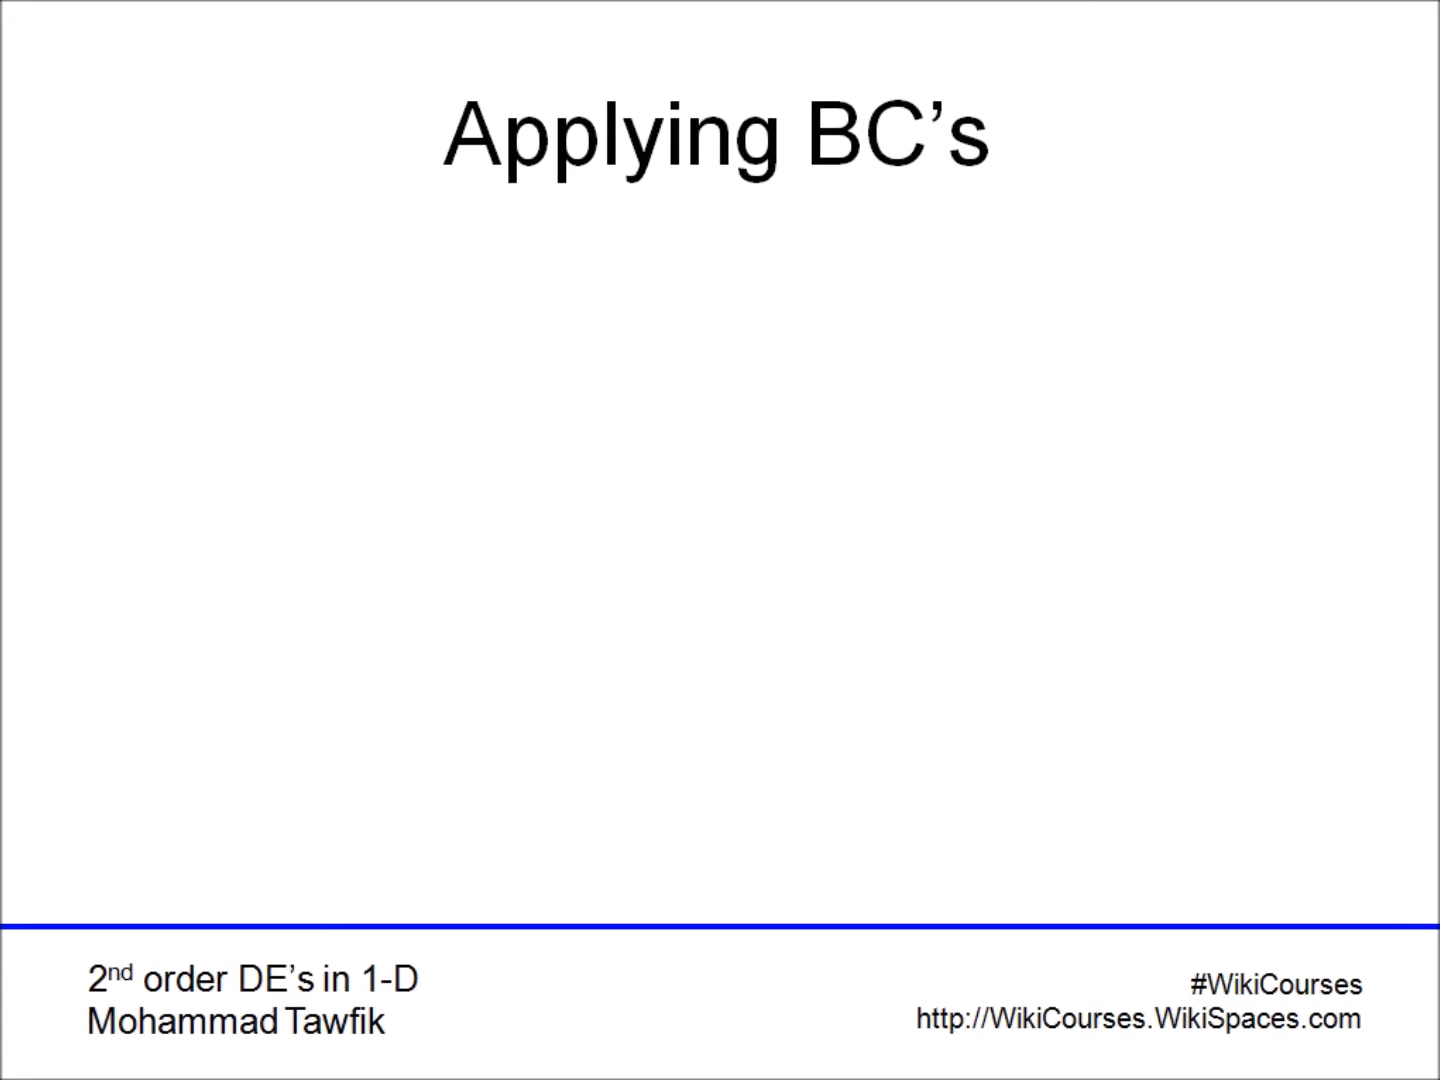 Applying BC’s
2nd order DE’s in 1-D
Mohammad Tawfik
#WikiCourses
http://WikiCourses.WikiSpaces.com